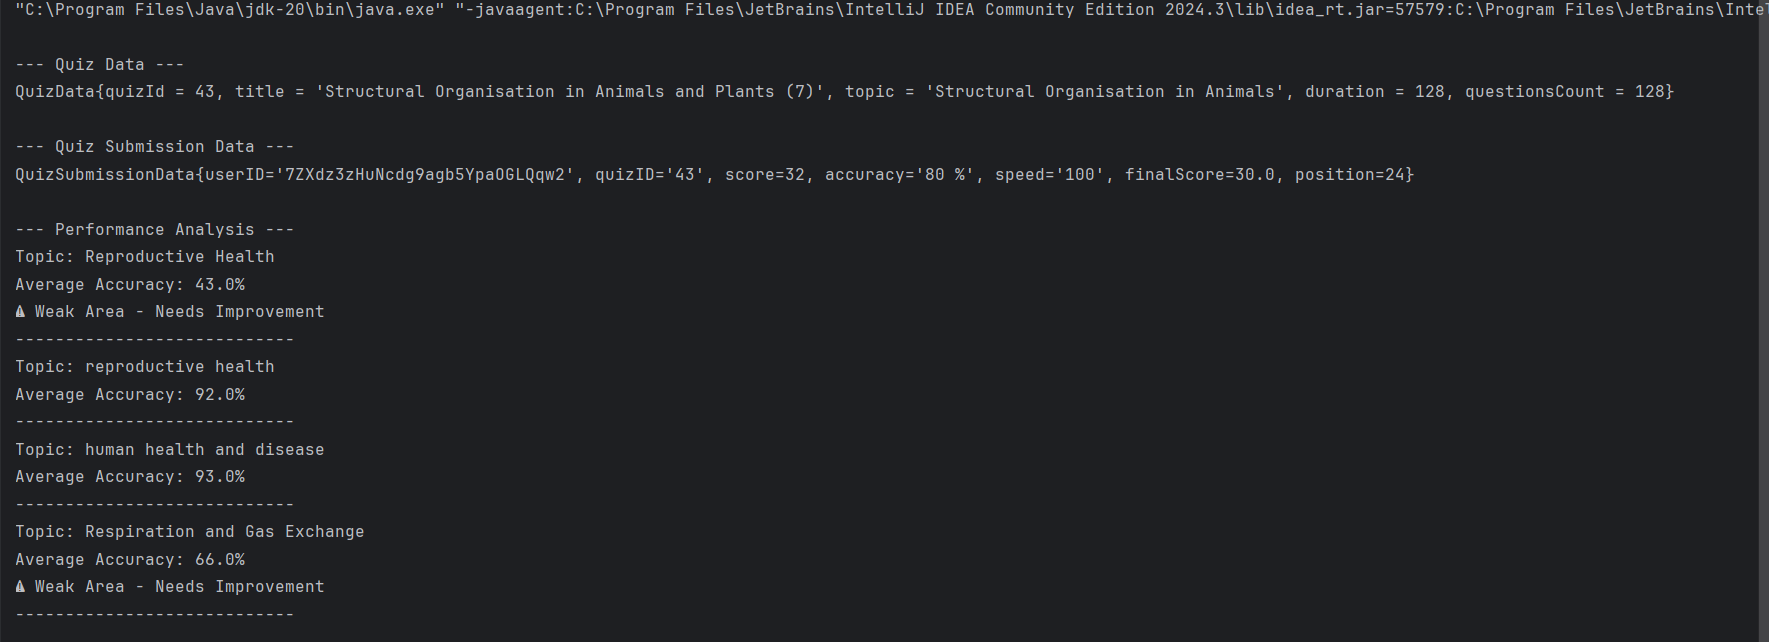 "C:\Program Files\Java\jdk-20\bin\java.exe" "-javaagent:C:\Program Files\JetBrains\IntelliJ IDEA Community Edition 2024.3\lib\idea_rt.jar=57579:C:\Program Files\JetBrains\Inte
--- Quiz Data ---
QuizData{quizId = 43, title = 'Structural Organisation in Animals and Plants (7)', topic = 'Structural Organisation in Animals', duration = 128, questionsCount = 128}
--- Quiz Submission Data ---
QuizSubmissionData{userID='7ZXdz3zHuNcdg9agb5YpaOGLQqw2', quizID='43', score=32, accuracy='80 %', speed='100', finalScore=30.0, position=24}
--- Performance Analysis ---
Topic: Reproductive Health
Average Accuracy: 43.0%
⚠ Weak Area - Needs Improvement
----------------------------
Topic: reproductive health
Average Accuracy: 92.0%
----------------------------
Topic: human health and disease
Average Accuracy: 93.0%
----------------------------
Topic: Respiration and Gas Exchange
Average Accuracy: 66.0%
⚠ Weak Area - Needs Improvement
----------------------------